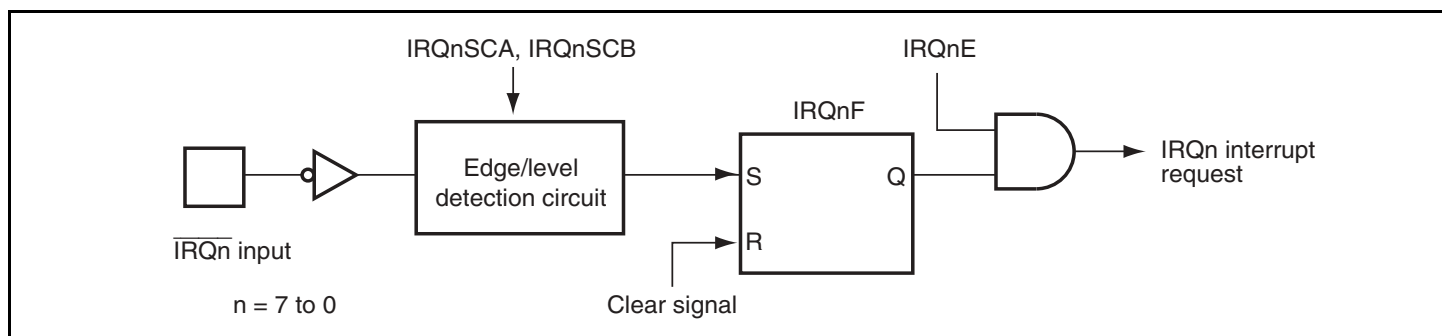 IRQnSCA, IRQnSCB
IRQnE
IRQnF
Edge/level
detection circuit
S
Q
R
IRQn interrupt
request
IRQn input
n = 7 to 0
Clear signal